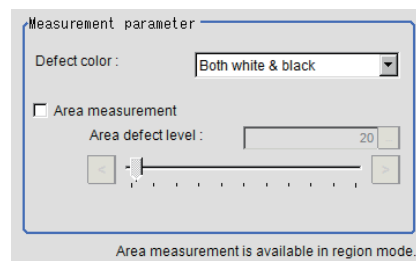 Measurement parameter
Defect color : Both white & black
Area measurement
Area defect level : 20 ...
< >
Area measurement is available in region mode.